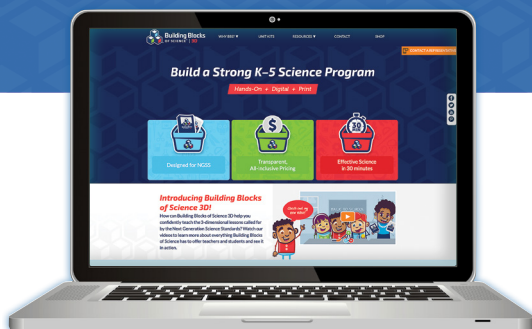 Building Blocks
OF SCIENCE | 3D
WHY BBS? ▼ UNIT KITS RESOURCES ▼ CONTACT SHOP
Build a Strong K–5 Science Program
Hands-On + Digital + Print
$
30
Designed for NGSS
Transparent,
All-Inclusive Pricing
Effective Science
in 30 minutes
Introducing Building Blocks
of Science 3D!
How can Building Blocks of Science 3D help you
confidently teach the 3-dimensional lessons called for
by the Next Generation Science Standards? Watch our
videos to learn more about everything Building Blocks
of Science has to offer teachers and students and see it
in action.